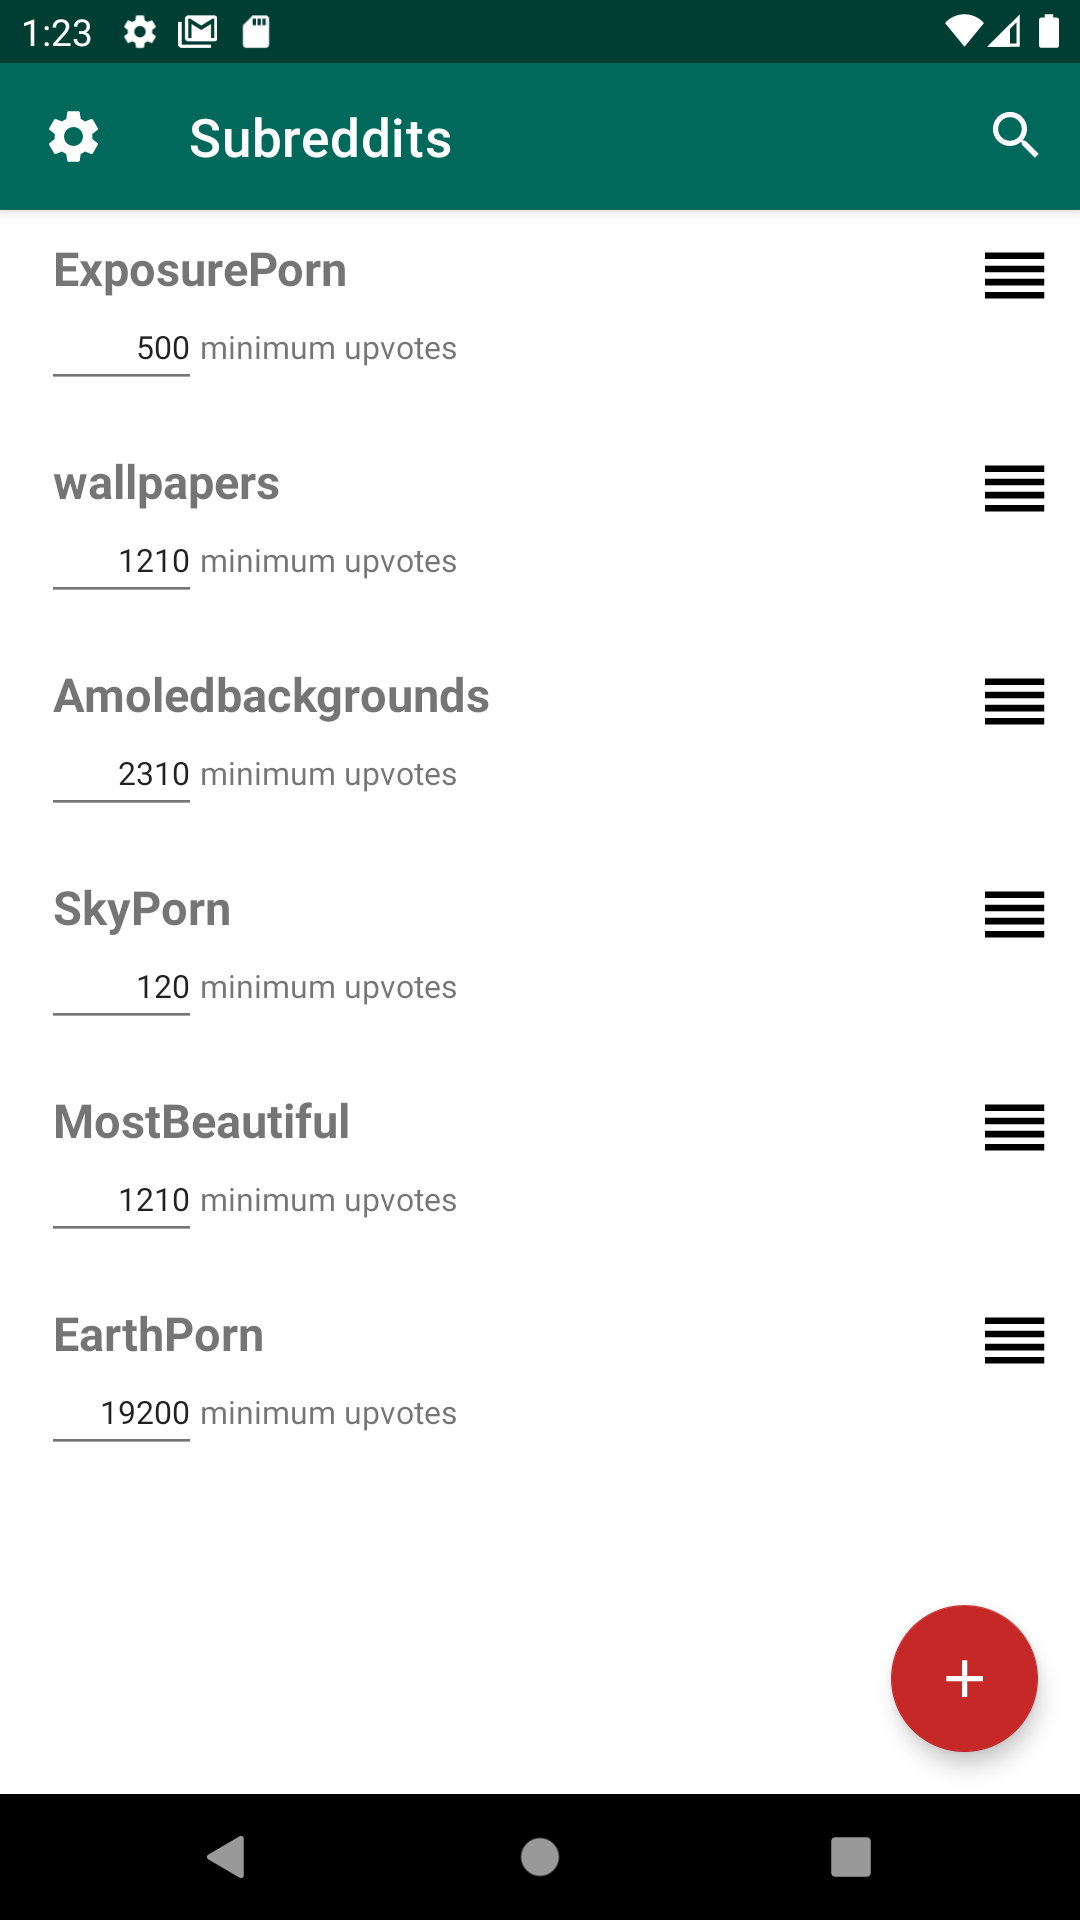 1:23
Subreddits
ExposurePorn
500 minimum upvotes
wallpapers
1210 minimum upvotes
Amoledbackgrounds
2310 minimum upvotes
SkyPorn
120 minimum upvotes
MostBeautiful
1210 minimum upvotes
EarthPorn
19200 minimum upvotes